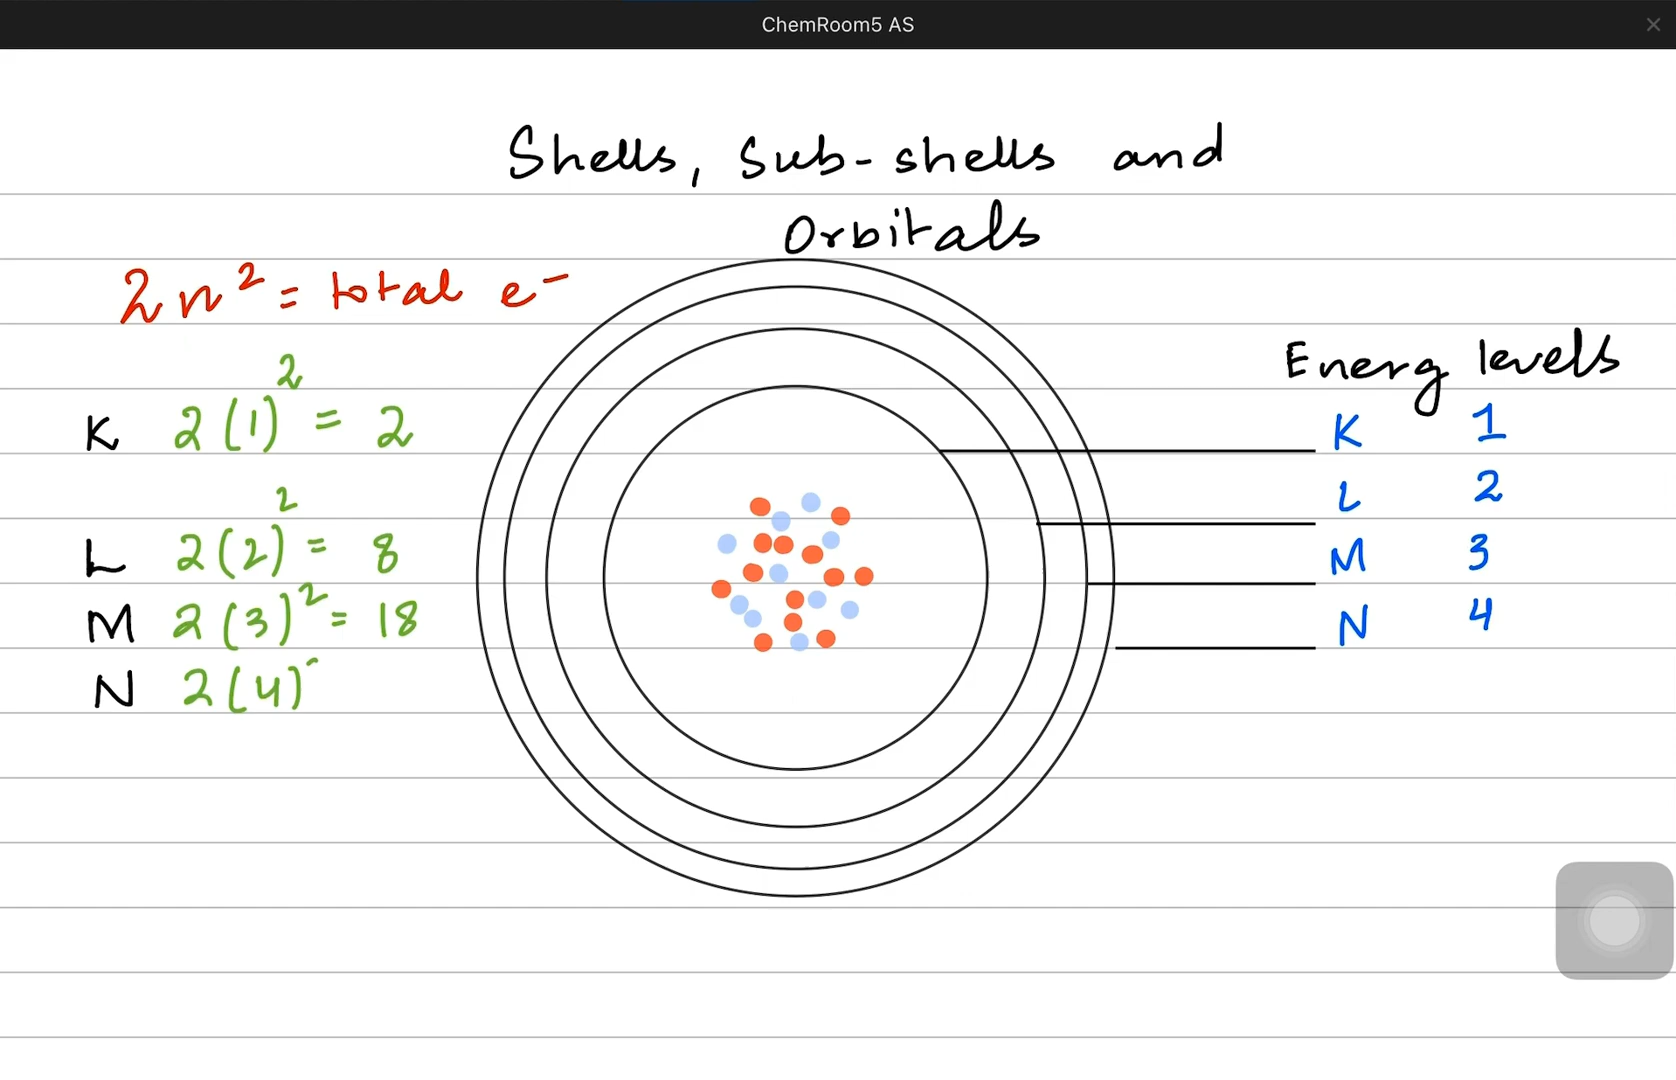 ChemRoom5 AS
Shells, Sub-shells and
Orbitals
2n² = total e⁻
K 2(1)² = 2
L 2(2)² = 8
M 2(3)² = 18
N 2(4)
Energ levels
K 1
L 2
M 3
N 4